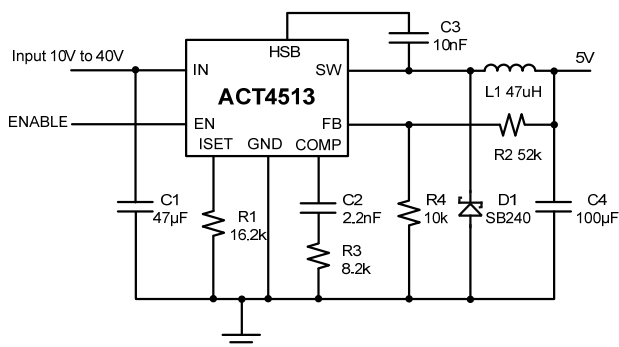 C3
10nF
HSB
Input 10V to 40V
IN
SW
5V
ACT4513
L1 47uH
ENABLE
EN
FB
ISET
GND
COMP
R2 52k
C1
47µF
R1
16.2k
C2
2.2nF
R3
8.2k
R4
10k
D1
SB240
C4
100µF